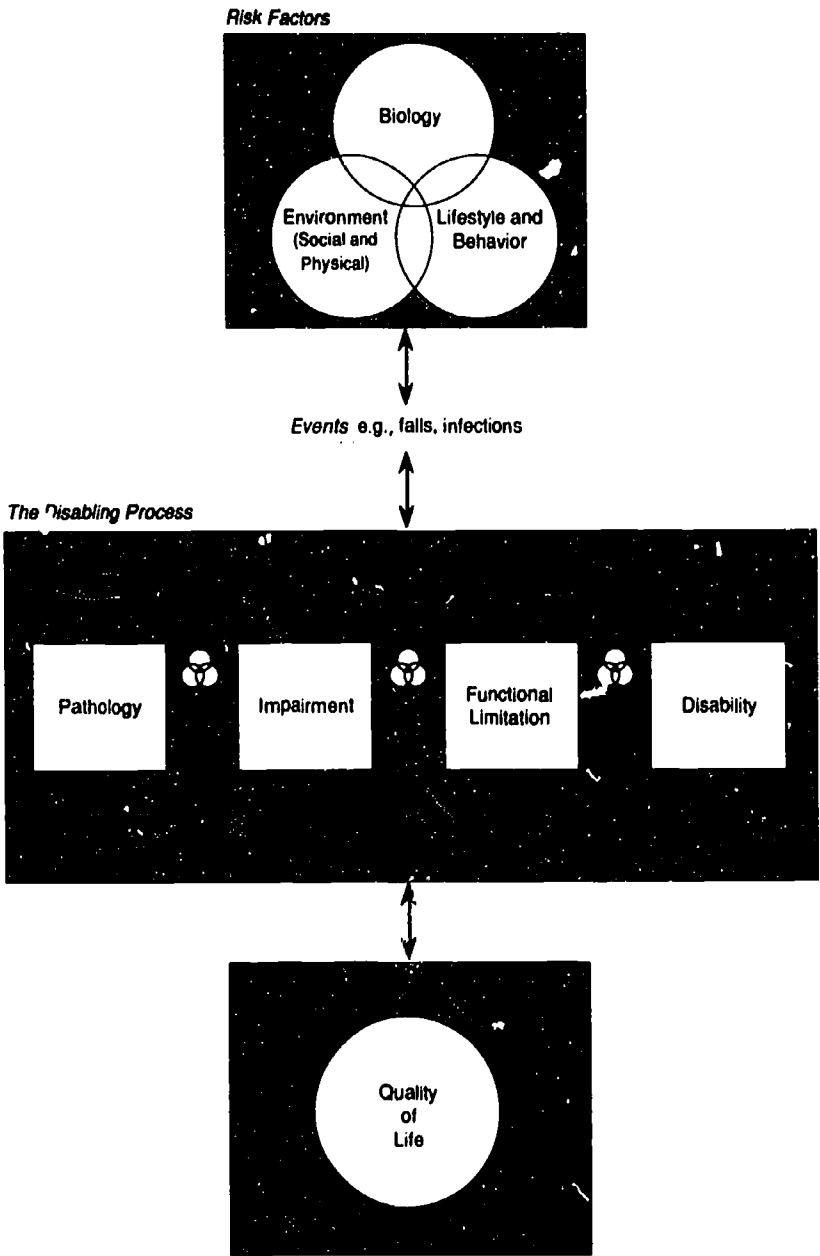 Risk Factors
Biology
Environment
(Social and
Physical)
Lifestyle and
Behavior
Events e.g., falls, infections
The Disabling Process
Pathology
Impairment
Functional
Limitation
Disability
Quality
of
Life